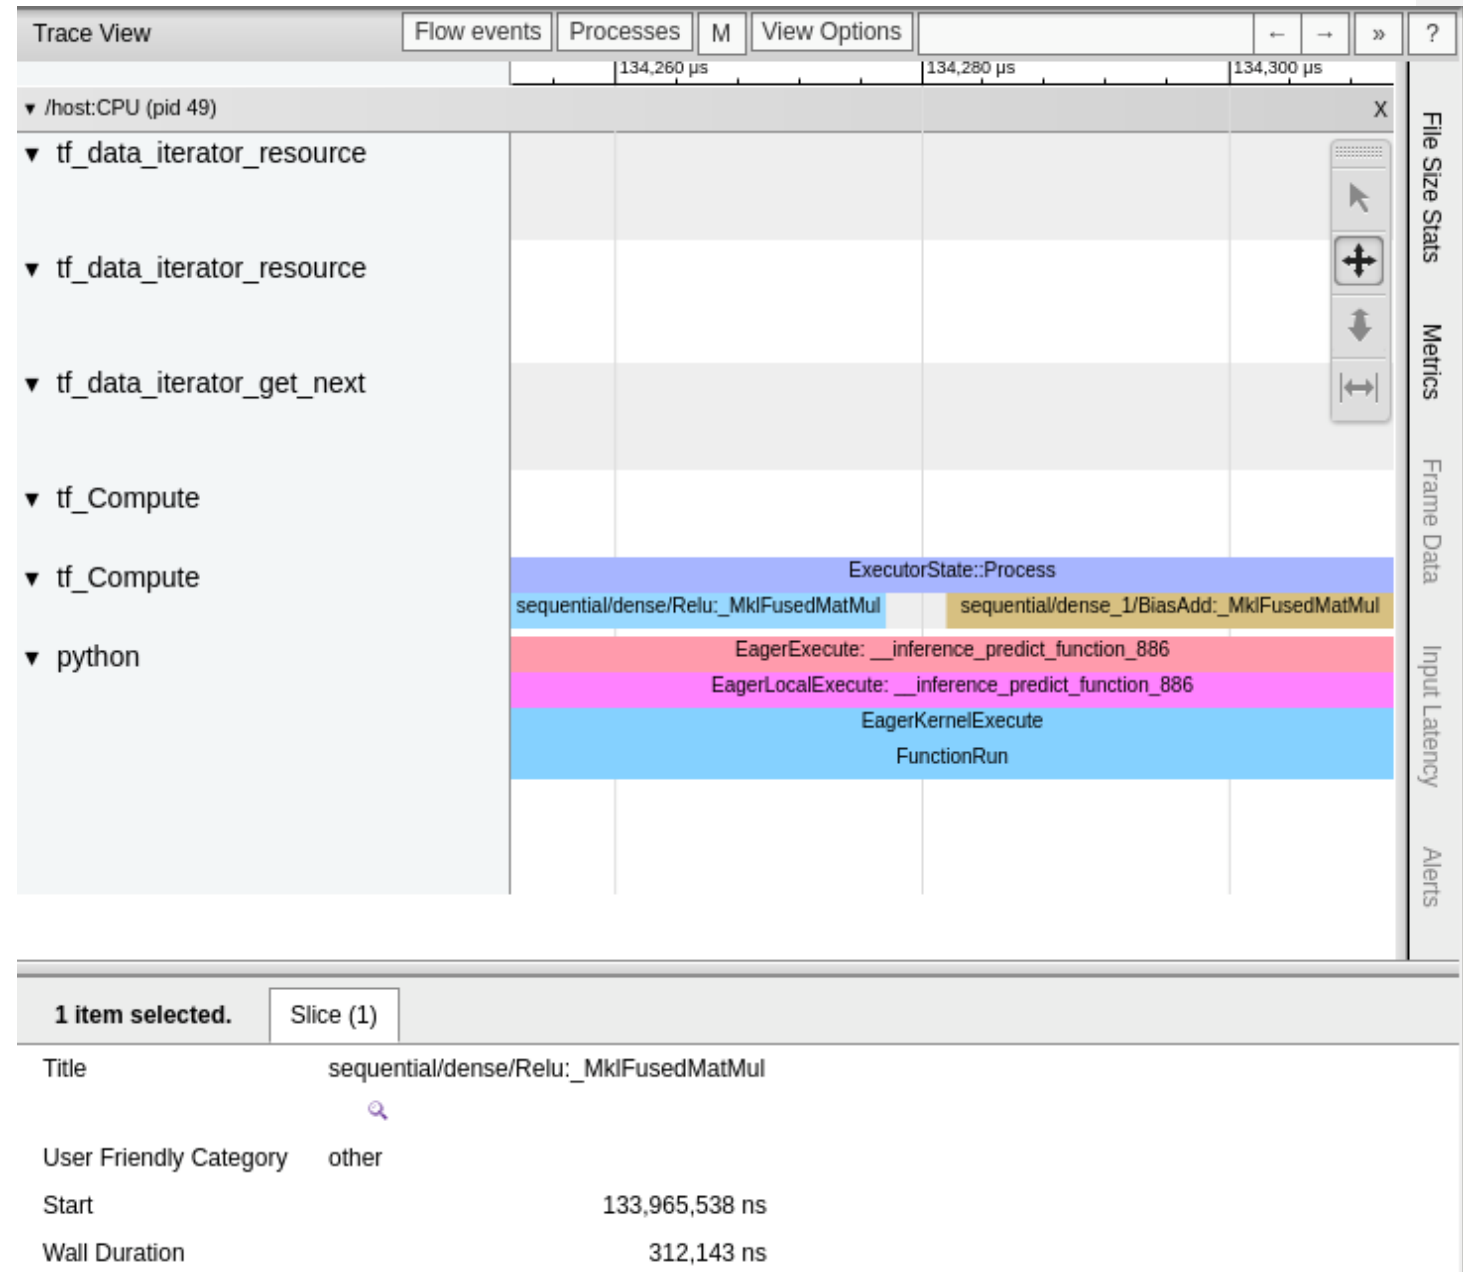 Trace View
Flow events Processes M View Options ← → » ?
134,260 µs 134,280 µs 134,300 µs
/host:CPU (pid 49) X
tf_data_iterator_resource
tf_data_iterator_resource
tf_data_iterator_get_next
tf_Compute
tf_Compute
ExecutorState::Process
sequential/dense/Relu:_MklFusedMatMul sequential/dense_1/BiasAdd:_MklFusedMatMul
python
EagerExecute: __inference_predict_function_886
EagerLocalExecute: __inference_predict_function_886
EagerKernelExecute
FunctionRun
File Size Stats
Metrics
Frame Data
Input Latency
Alerts
1 item selected. Slice (1)
Title sequential/dense/Relu:_MklFusedMatMul
User Friendly Category other
Start 133,965,538 ns
Wall Duration 312,143 ns